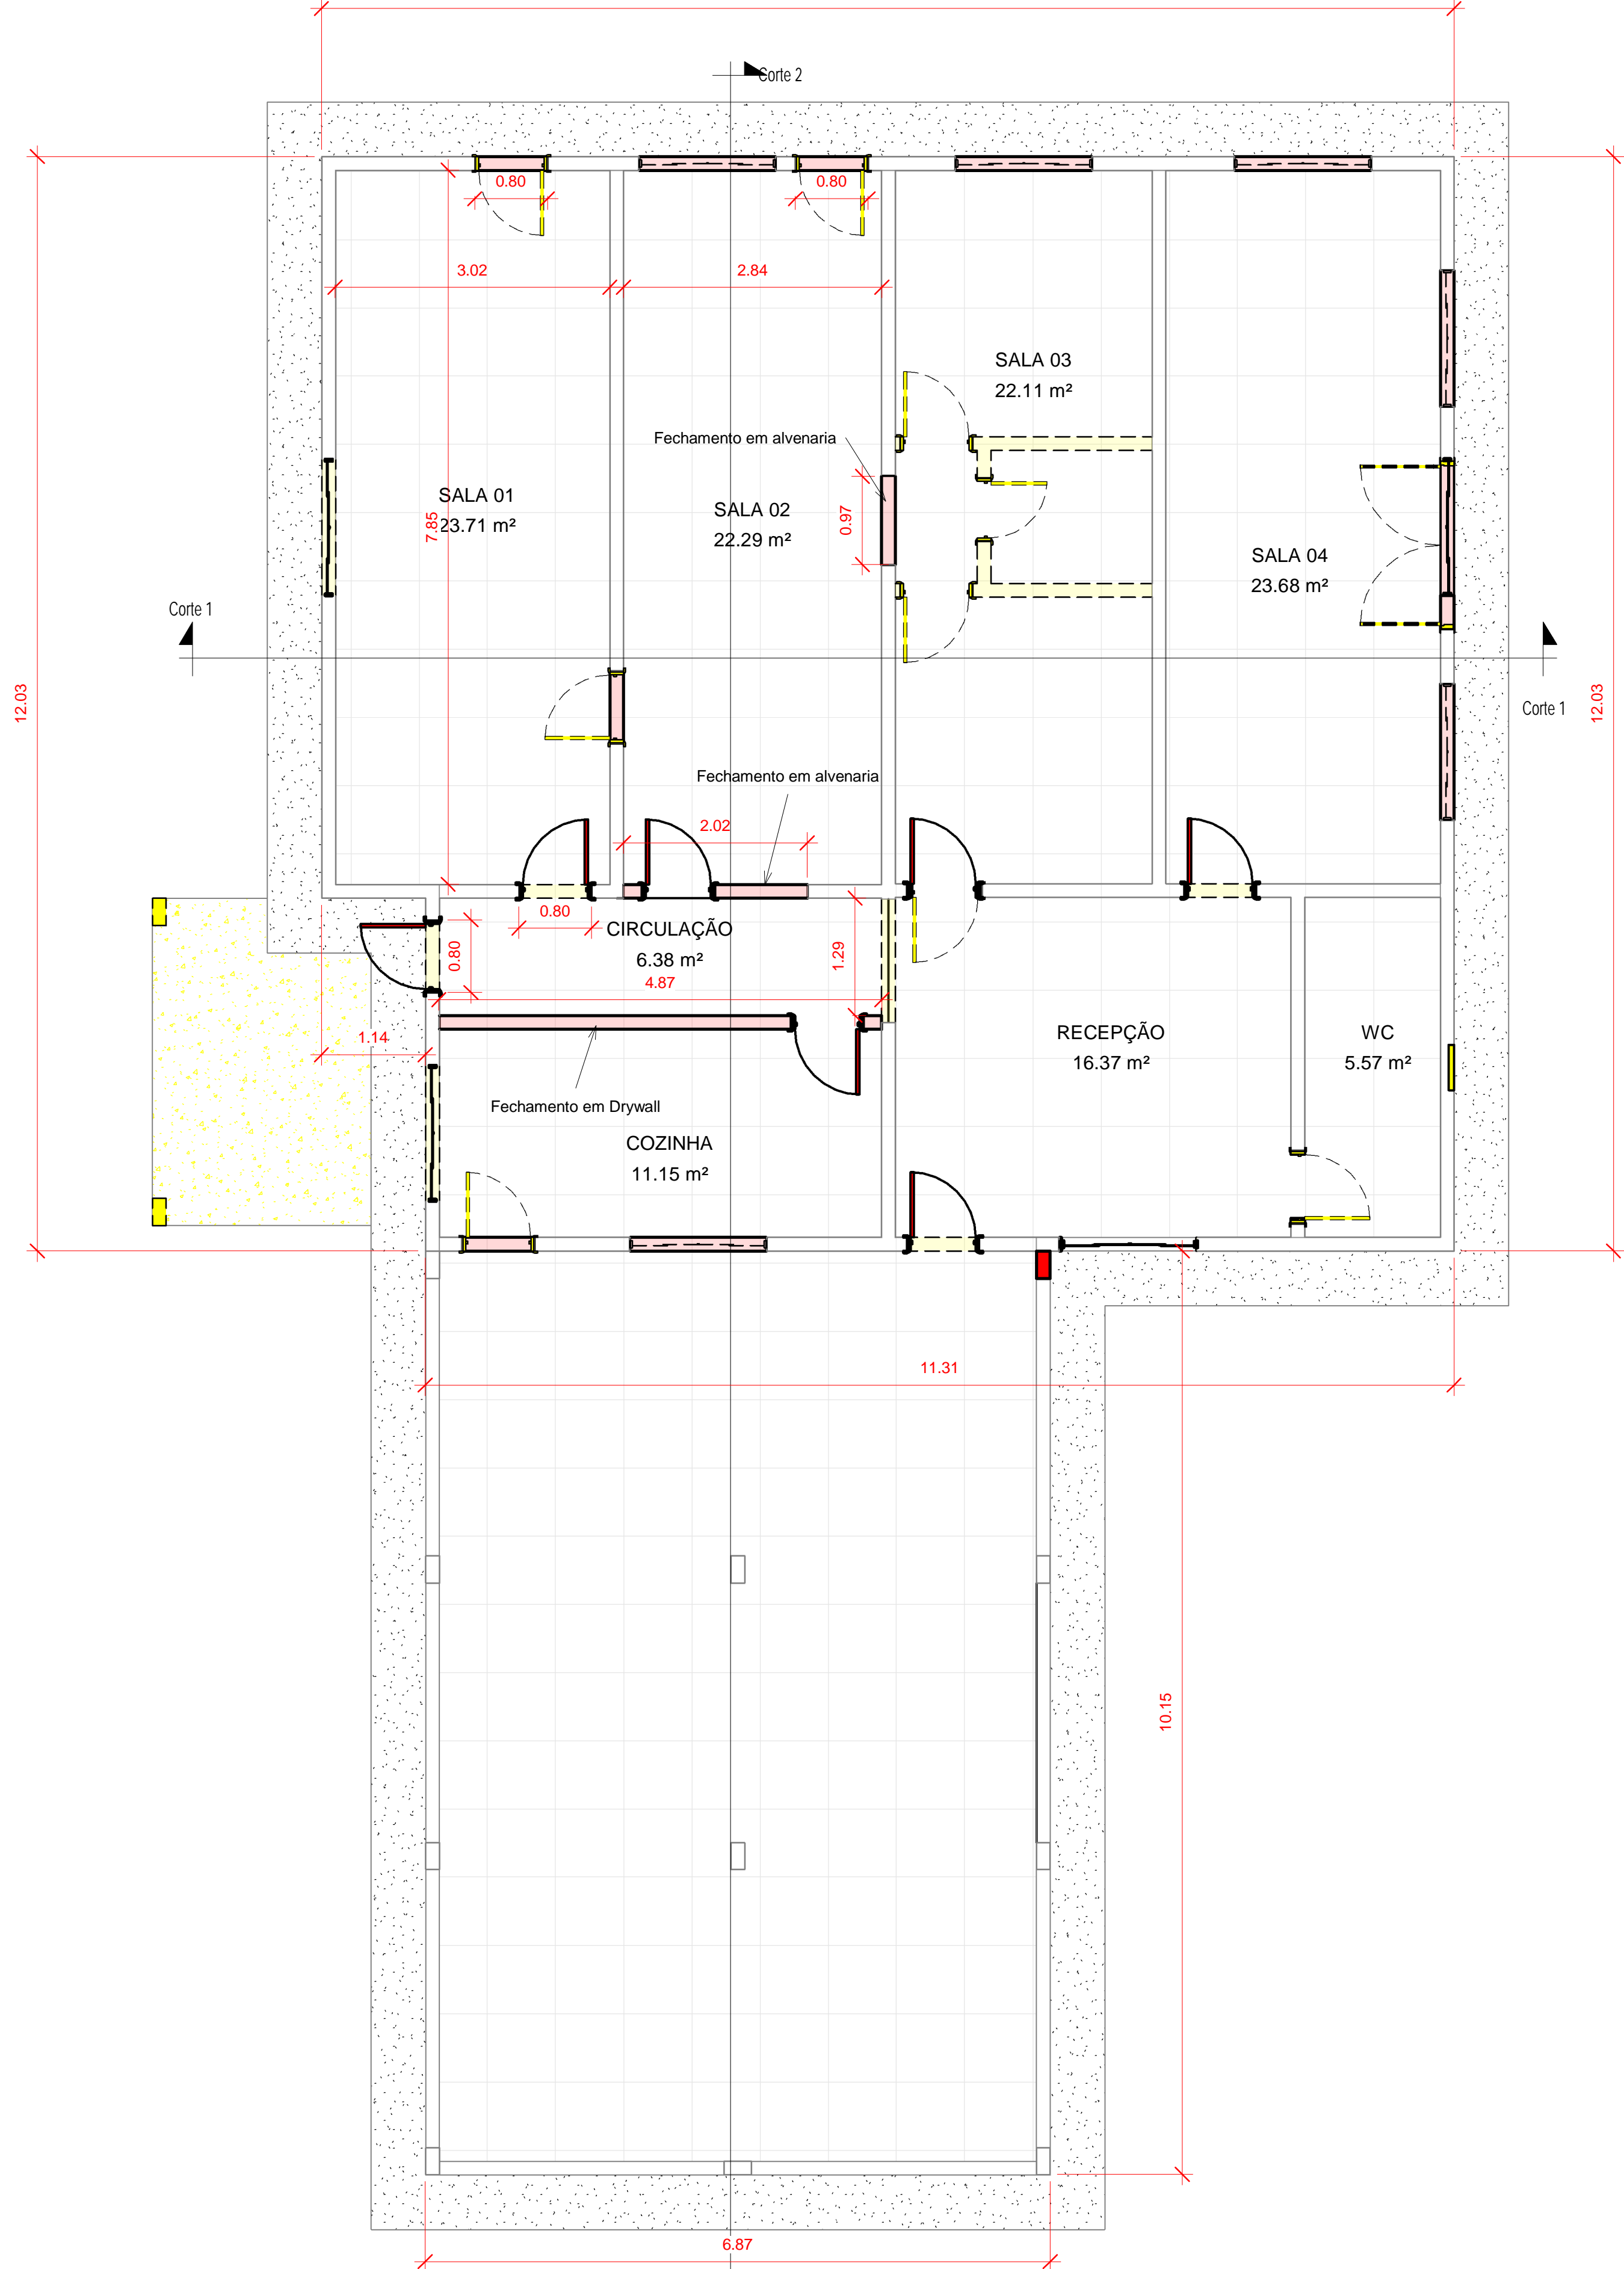 Corte 2
0.80
0.80
3.02
2.84
SALA 03
22.11 m²
Fechamento em alvenaria
SALA 01
23.71 m²
7.85
SALA 02
22.29 m²
0.97
SALA 04
23.68 m²
Corte 1
12.03
Corte 1
12.03
Fechamento em alvenaria
2.02
0.80
CIRCULAÇÃO
6.38 m²
4.87
0.80
1.29
1.14
RECEPÇÃO
16.37 m²
WC
5.57 m²
Fechamento em Drywall
COZINHA
11.15 m²
11.31
10.15
6.87